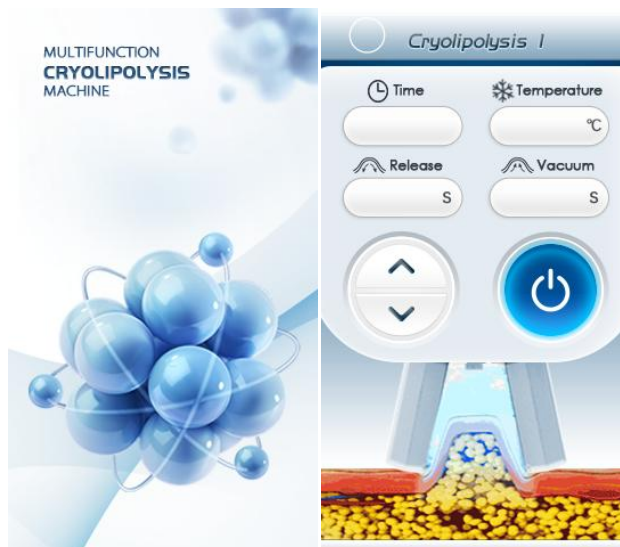 MULTIFUNCTION
CRYOLIPOLYSIS
MACHINE
Cryolipolysis I
Time
Temperature
°C
Release
Vacuum
S
S